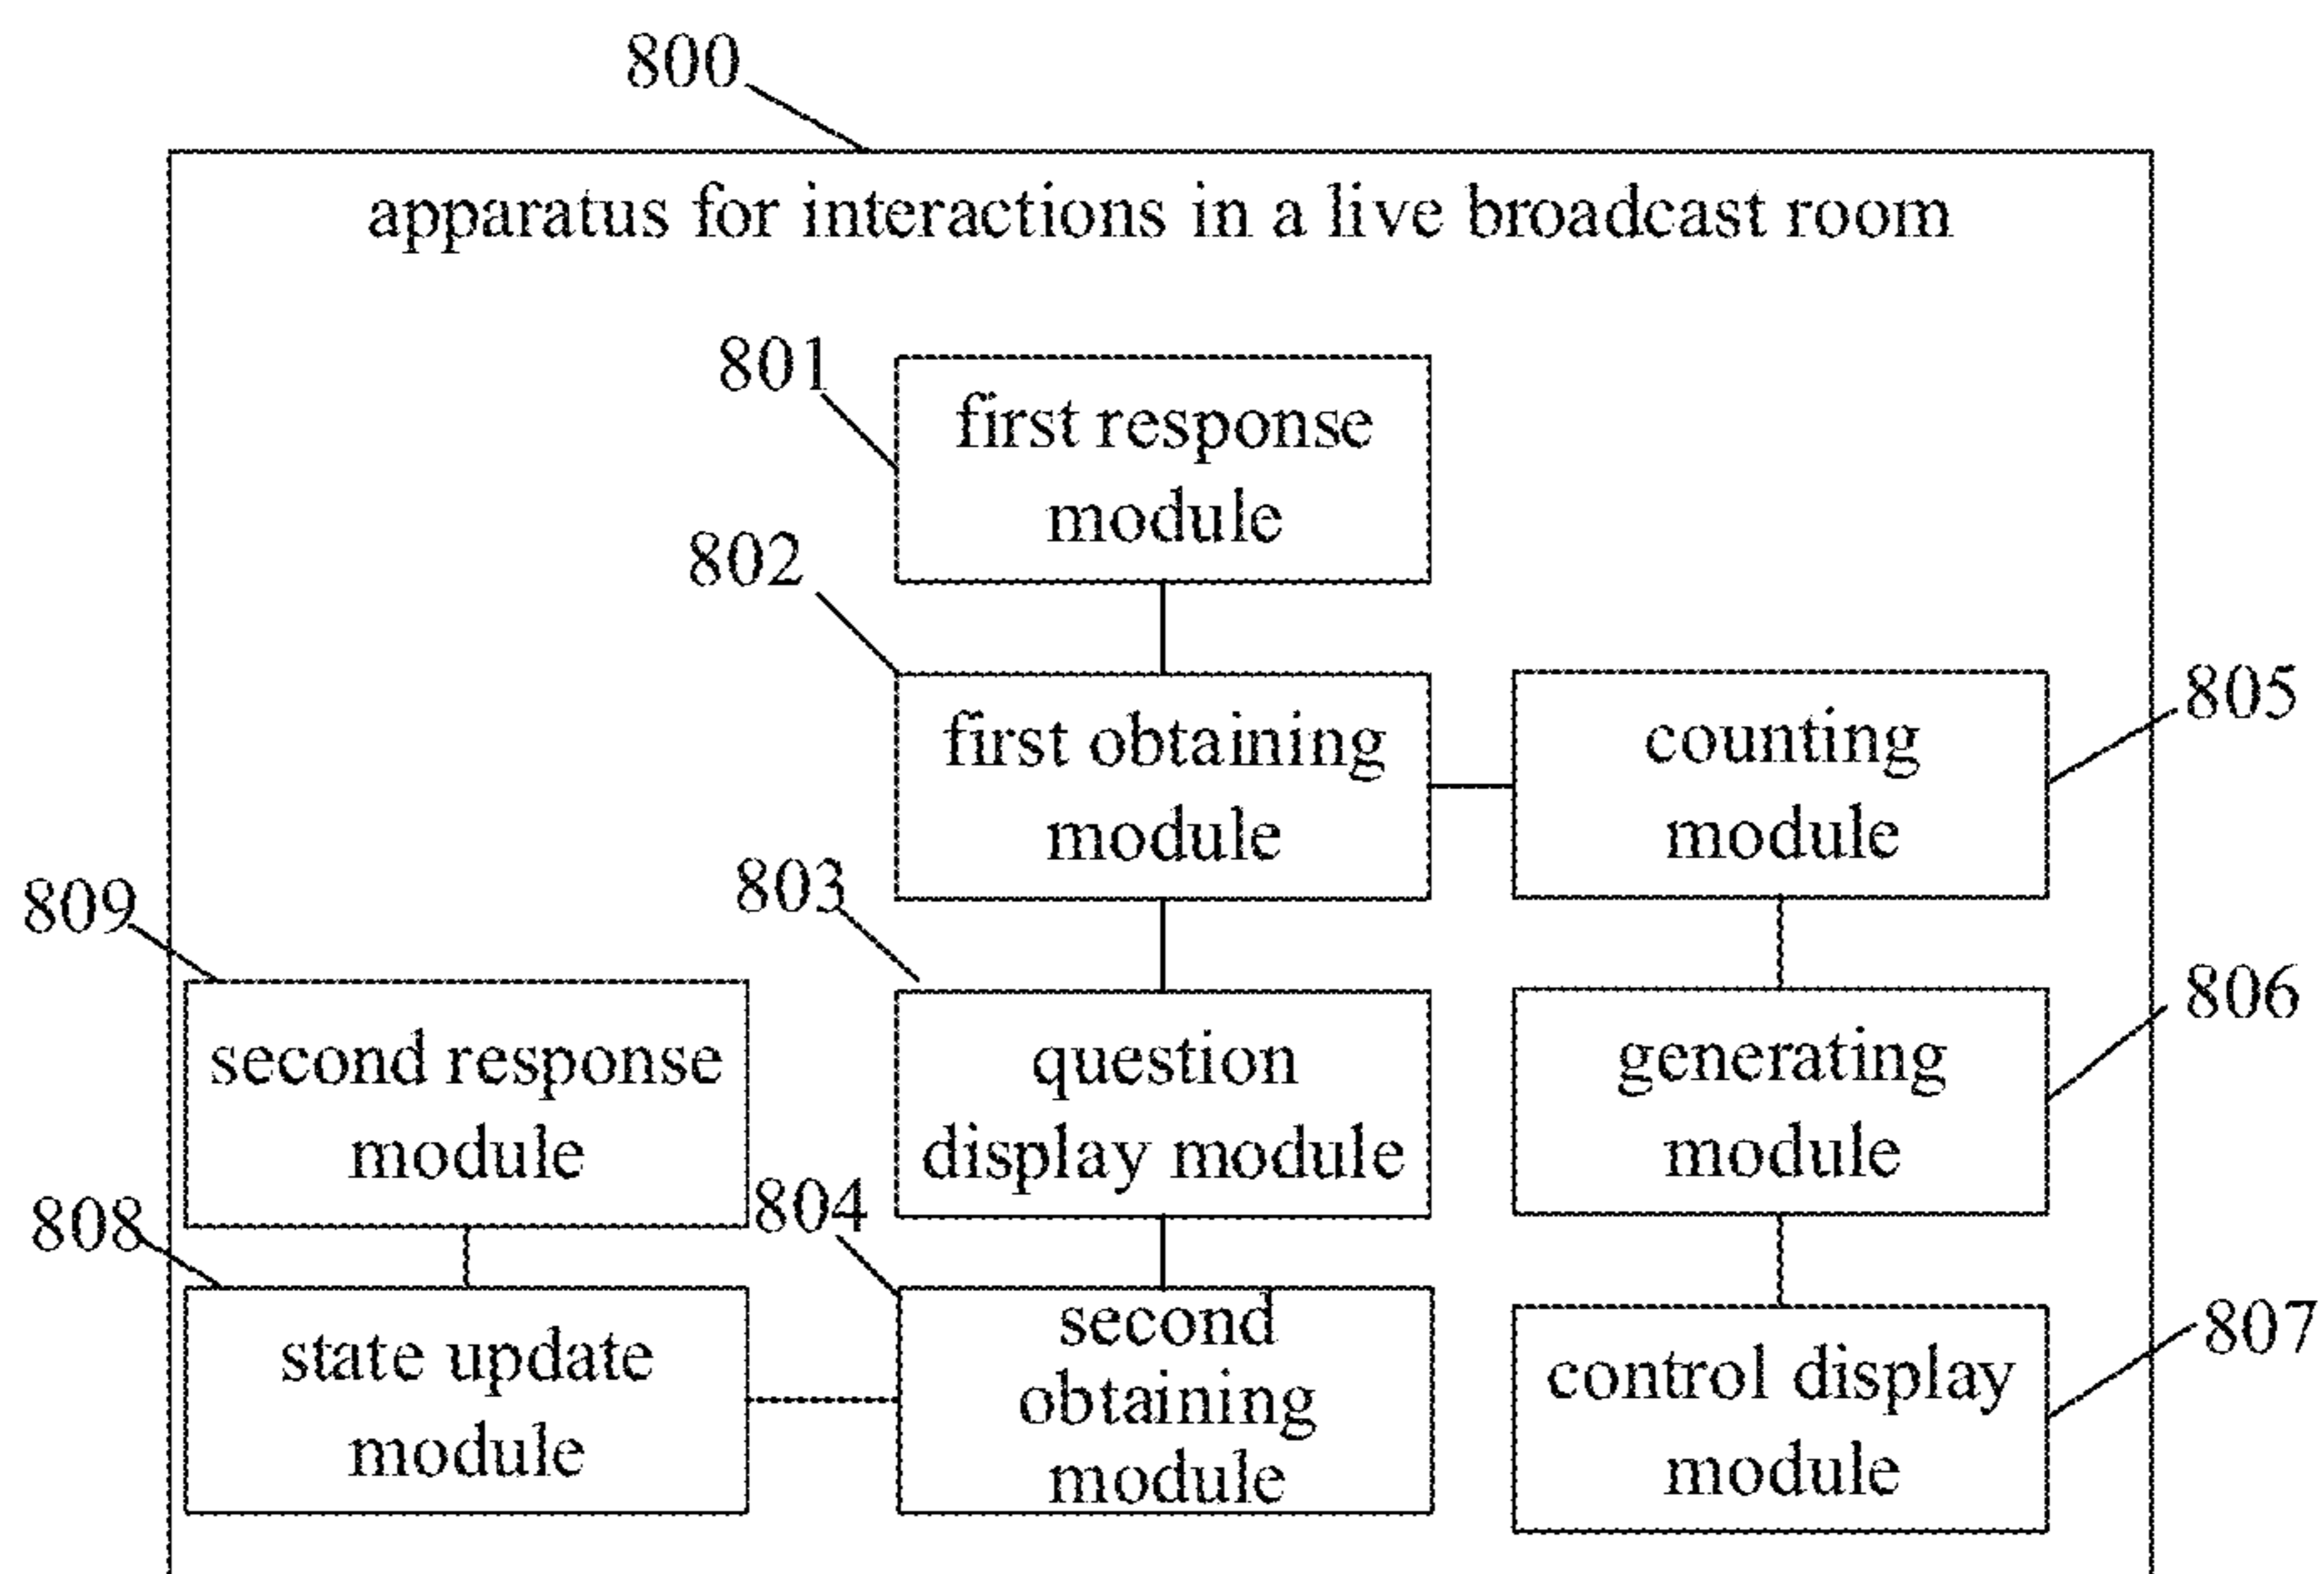 800
apparatus for interactions in a live broadcast room
801
first response
module
802
first obtaining
module
805
counting
module
803
question
display module
809
second response
module
806
generating
module
804
second
obtaining
module
808
state update
module
807
control display
module